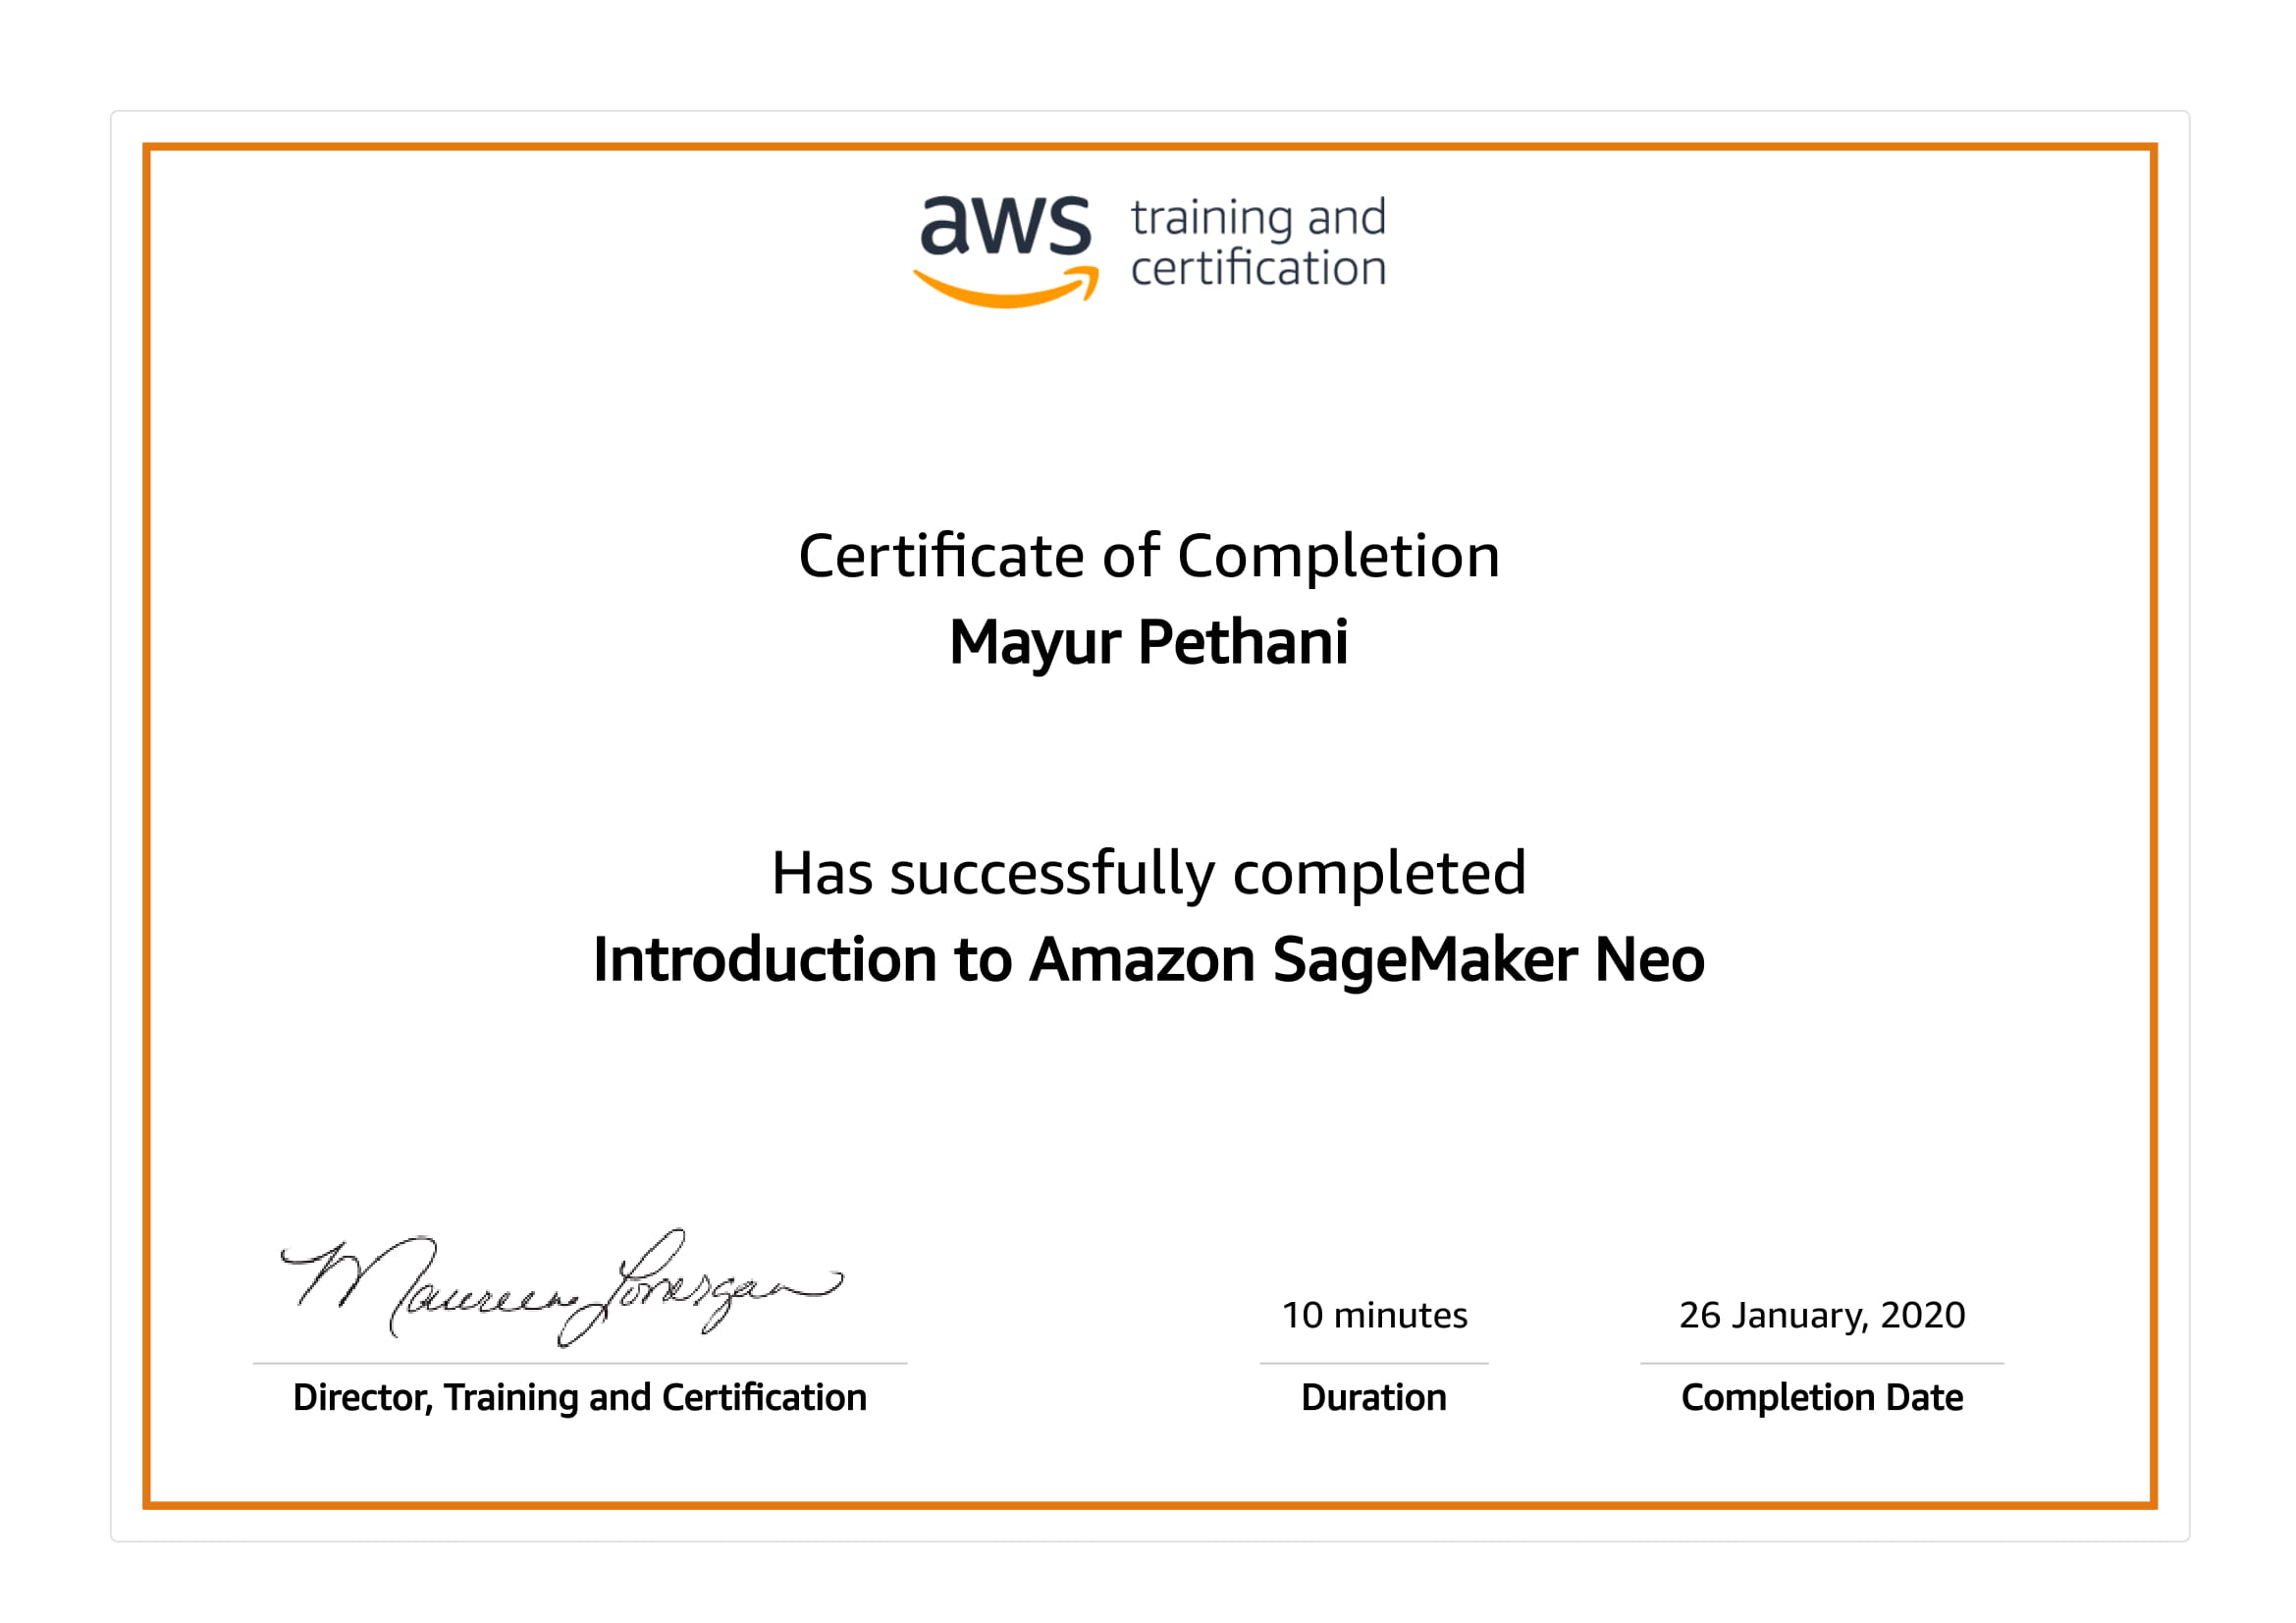 aws training and
certification
Certificate of Completion
Mayur Pethani
Has successfully completed
Introduction to Amazon SageMaker Neo
Maureen Lonergan
10 minutes
26 January, 2020
Director, Training and Certification
Duration
Completion Date